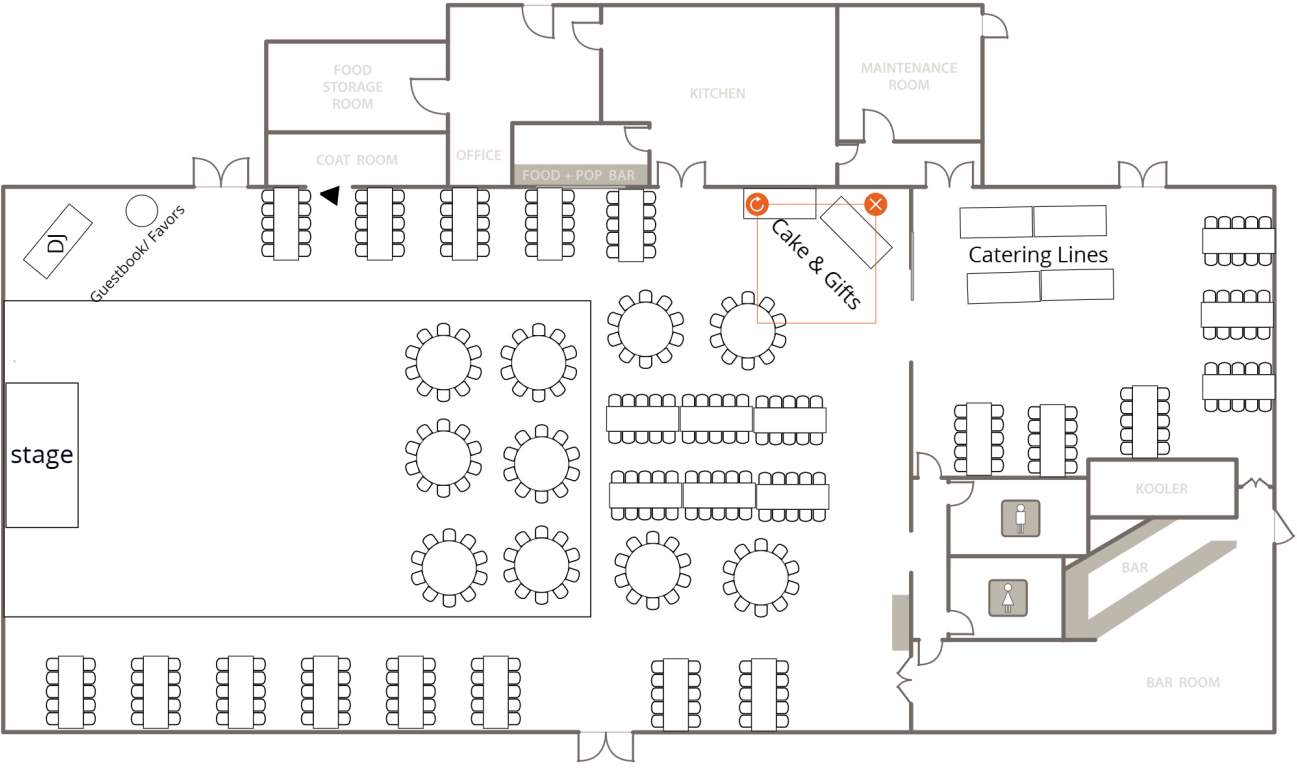 FOOD
STORAGE
ROOM
COAT ROOM
OFFICE
FOOD + POP BAR
KITCHEN
MAINTENANCE
ROOM
DJ
Guestbook/ Favors
Cake & Gifts
Catering Lines
stage
KOOLER
BAR
BAR ROOM